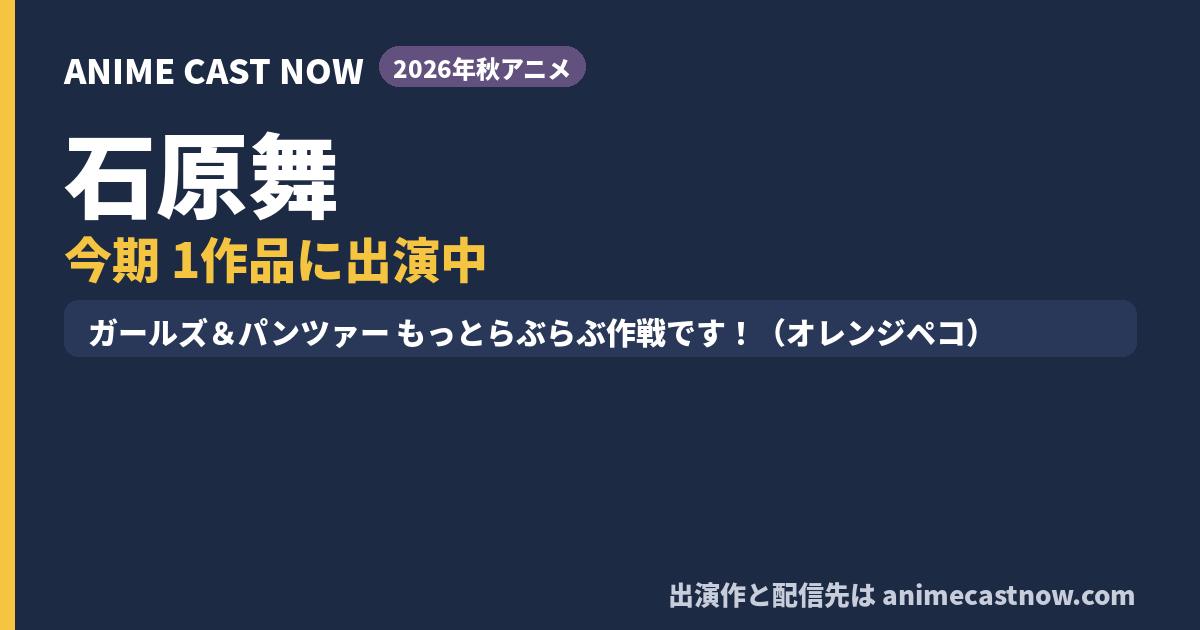 ANIME CAST NOW 2026年秋アニメ
石原舞
今期 1作品に出演中
ガールズ＆パンツァー もっとらぶらぶ作戦です！（オレンジペコ）
出演作と配信先は animecastnow.com